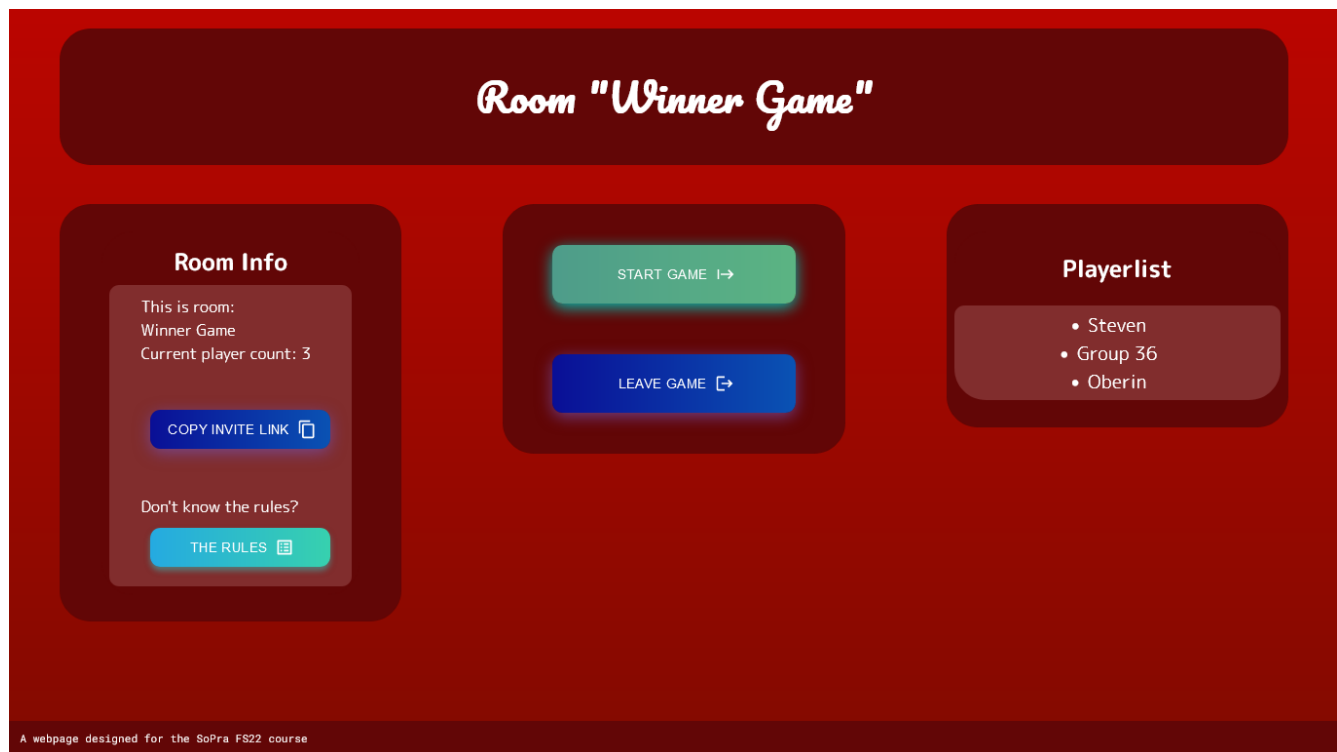 Room "Winner Game"
Room Info
This is room:
Winner Game
Current player count: 3
COPY INVITE LINK
Don't know the rules?
THE RULES
START GAME
LEAVE GAME
Playerlist
• Steven
• Group 36
• Oberin
A webpage designed for the SoPra FS22 course